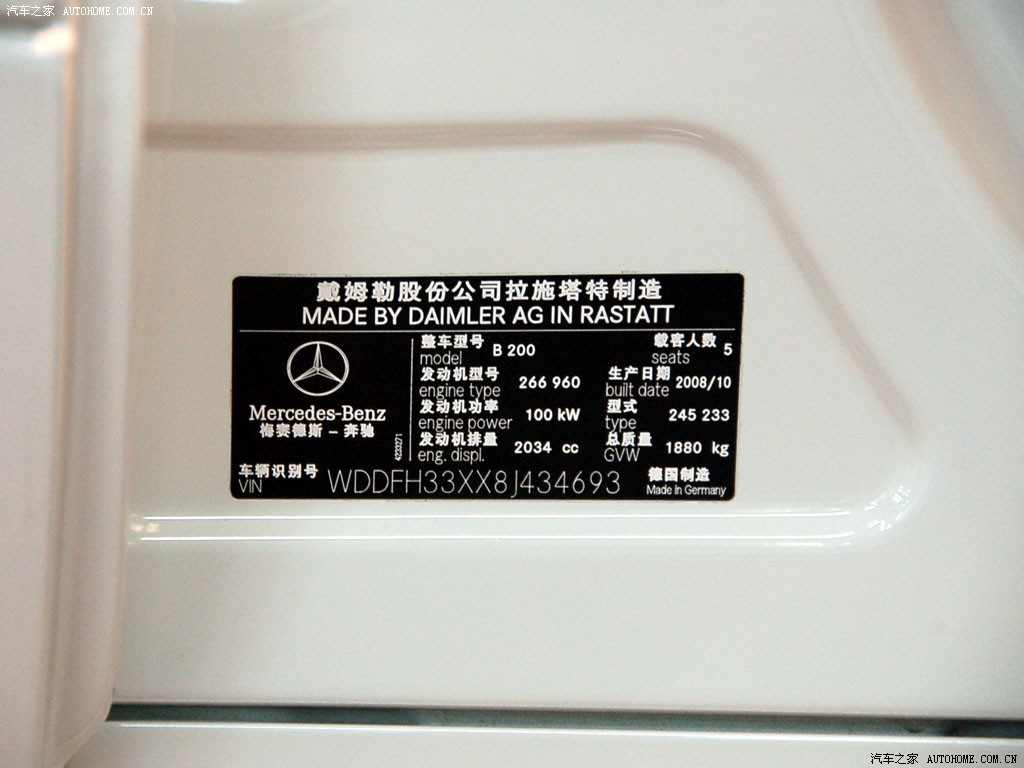 汽车之家 AUTOHOME.COM.CN
戴姆勒股份公司拉施塔特制造
MADE BY DAIMLER AG IN RASTATT
Mercedes-Benz
梅赛德斯 - 奔驰
4233271
整车型号 载客人数
model B 200 seats 5
发动机型号 生产日期
engine type 266 960 built date 2008/10
发动机功率 型式
engine power 100 kW type 245 233
发动机排量 总质量
eng. displ. 2034 cc GVW 1880 kg
车辆识别号 德国制造
VIN WDDFH33XX8J434693 Made in Germany
汽车之家 AUTOHOME.COM.CN